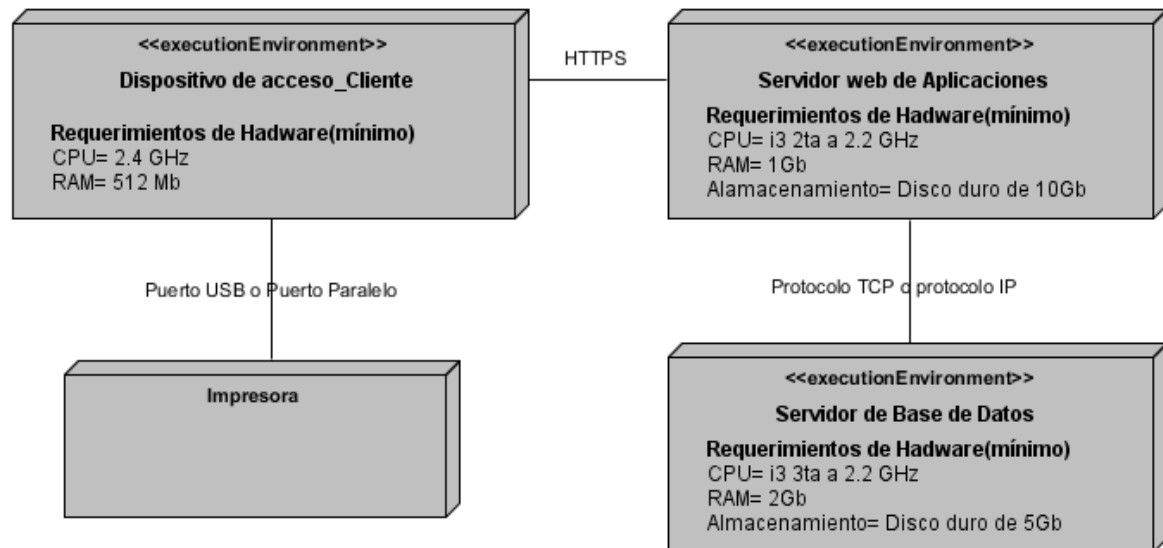 <<executionEnvironment>>
Dispositivo de acceso_Cliente
Requerimientos de Hadware(mínimo)
CPU= 2.4 GHz
RAM= 512 Mb
HTTPS
<<executionEnvironment>>
Servidor web de Aplicaciones
Requerimientos de Hadware(mínimo)
CPU= i3 2ta a 2.2 GHz
RAM= 1Gb
Alamacenamiento= Disco duro de 10Gb
Puerto USB o Puerto Paralelo
Protocolo TCP o protocolo IP
Impresora
<<executionEnvironment>>
Servidor de Base de Datos
Requerimientos de Hadware(mínimo)
CPU= i3 3ta a 2.2 GHz
RAM= 2Gb
Almacenamiento= Disco duro de 5Gb